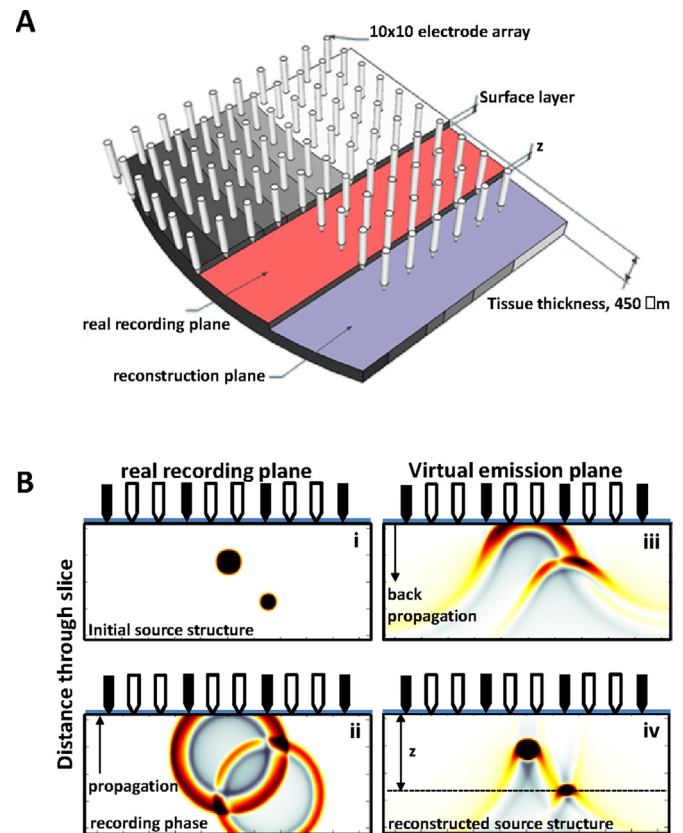 A
10x10 electrode array
Surface layer
z
Tissue thickness, 450 □m
real recording plane
reconstruction plane
B
real recording plane
Virtual emission plane
Distance through slice
i
Initial source structure
iii
back
propagation
ii
propagation
recording phase
iv
z
reconstructed source structure